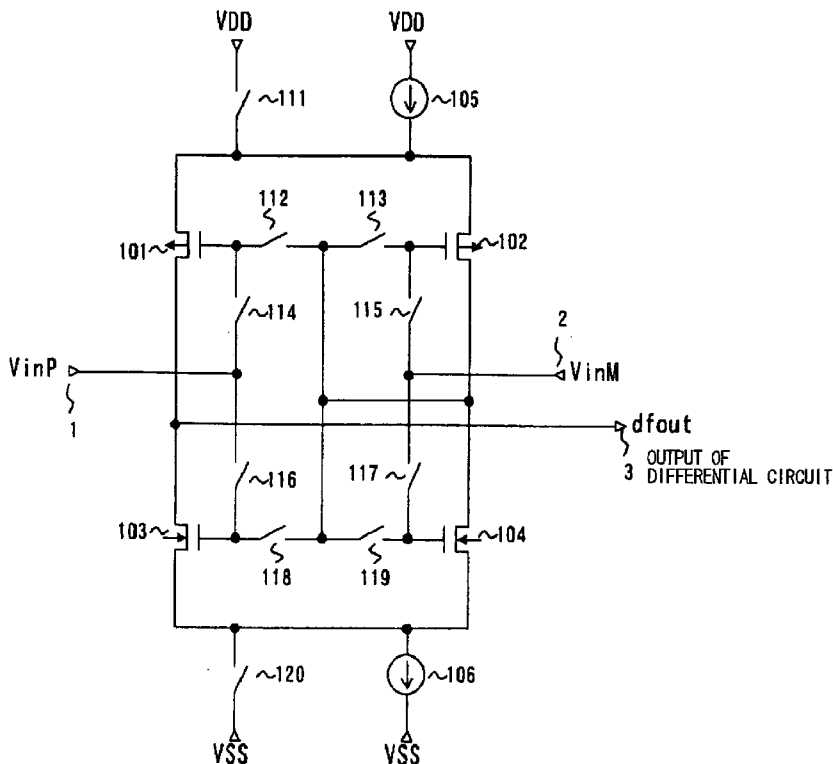 VDD VDD
111 105
112 113
101 102
114 115
2
VinP VinM
1
dfout
3 OUTPUT OF
DIFFERENTIAL CIRCUIT
116 117
103 104
118 119
120 106
VSS VSS